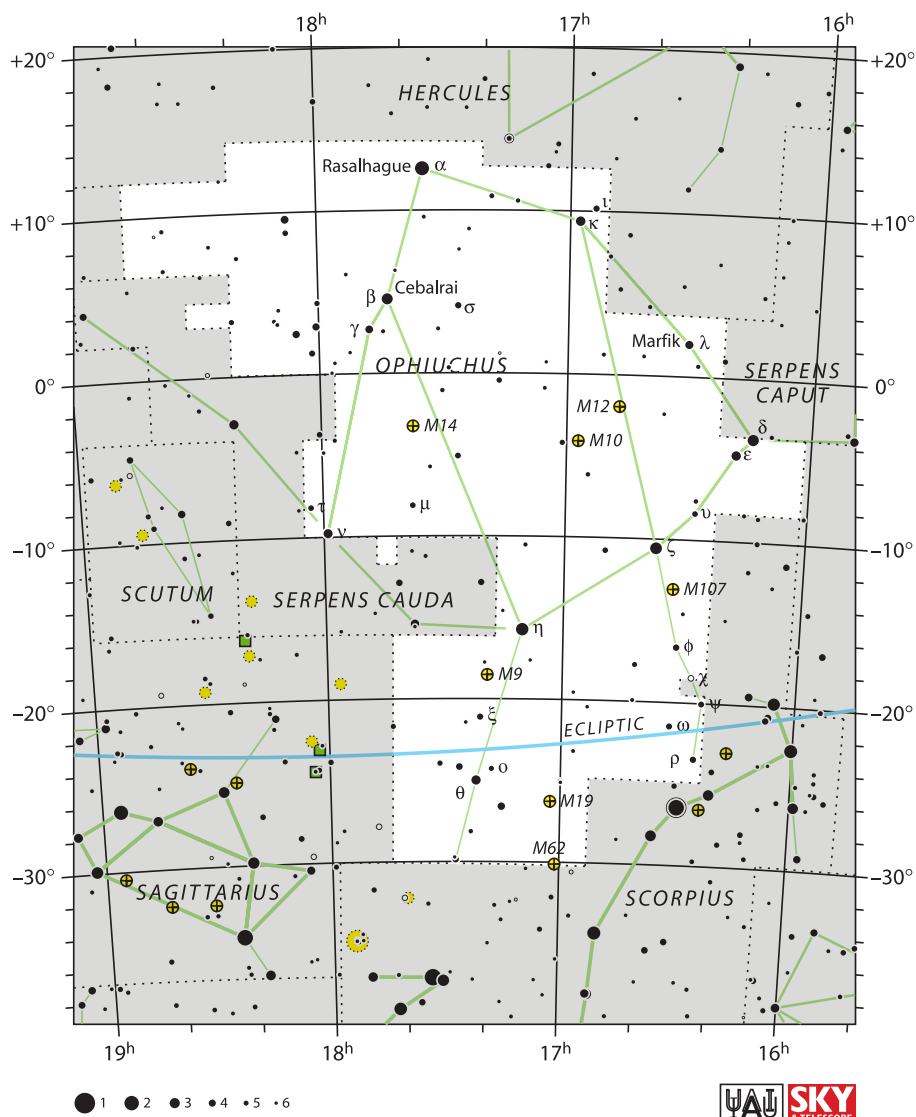 18h 17h 16h
+20° +20°
HERCULES
Rasalhague α
ι
+10° κ +10°
Cebalrai
β σ
γ Marfik λ
OPHIUCHUS SERPENS
CAPUT
0° 0°
M12
M14 M10 δ
ε
τ μ υ
ν
−10° ζ −10°
SCUTUM SERPENS CAUDA M107
η
φ
M9 χ
ψ
−20° ξ ω −20°
ECLIPTIC
ο ρ
θ
M19
M62
−30° SAGITTARIUS SCORPIUS −30°
19h 18h 17h 16h
1 2 3 4 5 6
IAU SKY
& TELESCOPE